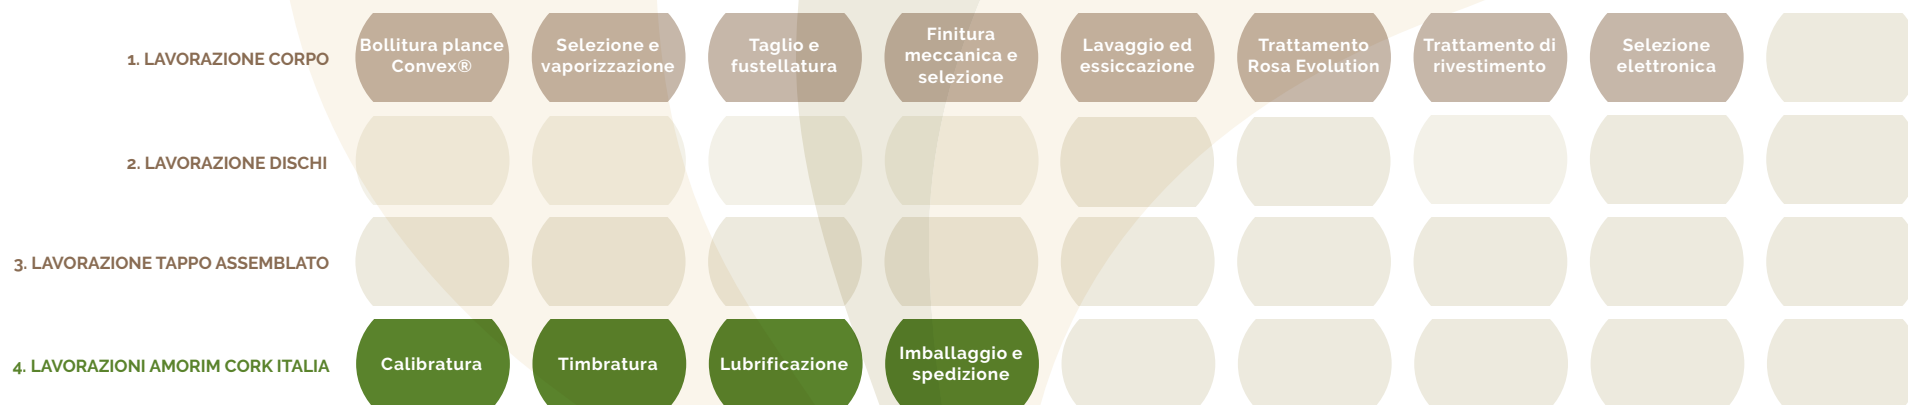 1. LAVORAZIONE CORPO
Bollitura plance
Convex®
Selezione e
vaporizzazione
Taglio e
fustellatura
Finitura
meccanica e
selezione
Lavaggio ed
essiccazione
Trattamento
Rosa Evolution
Trattamento di
rivestimento
Selezione
elettronica
2. LAVORAZIONE DISCHI
3. LAVORAZIONE TAPPO ASSEMBLATO
4. LAVORAZIONI AMORIM CORK ITALIA
Calibratura
Timbratura
Lubrificazione
Imballaggio e
spedizione